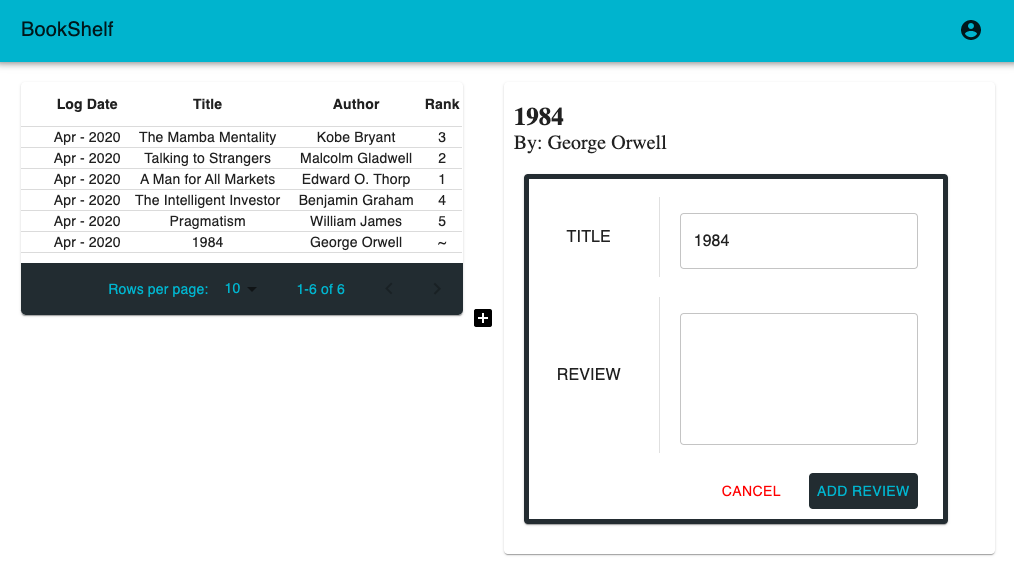 BookShelf
Log Date Title Author Rank
Apr - 2020 The Mamba Mentality Kobe Bryant 3
Apr - 2020 Talking to Strangers Malcolm Gladwell 2
Apr - 2020 A Man for All Markets Edward O. Thorp 1
Apr - 2020 The Intelligent Investor Benjamin Graham 4
Apr - 2020 Pragmatism William James 5
Apr - 2020 1984 George Orwell ~
Rows per page: 10 1-6 of 6
1984
By: George Orwell
TITLE 1984
REVIEW
CANCEL ADD REVIEW